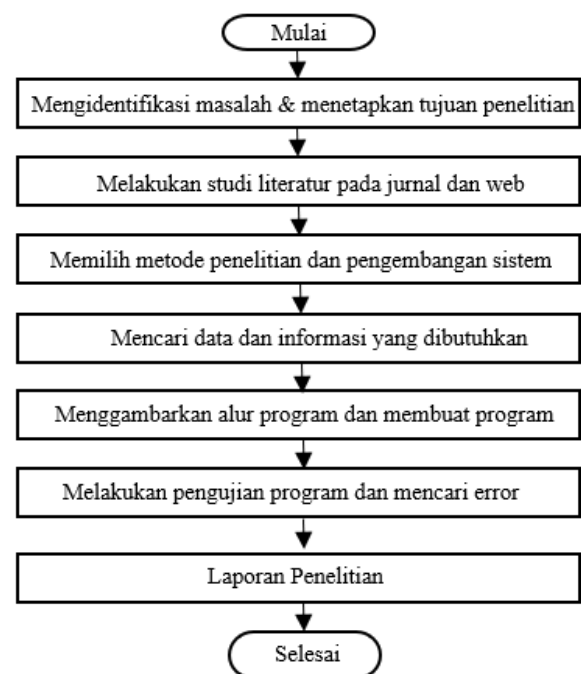 Mulai
Mengidentifikasi masalah & menetapkan tujuan penelitian
Melakukan studi literatur pada jurnal dan web
Memilih metode penelitian dan pengembangan sistem
Mencari data dan informasi yang dibutuhkan
Menggambarkan alur program dan membuat program
Melakukan pengujian program dan mencari error
Laporan Penelitian
Selesai